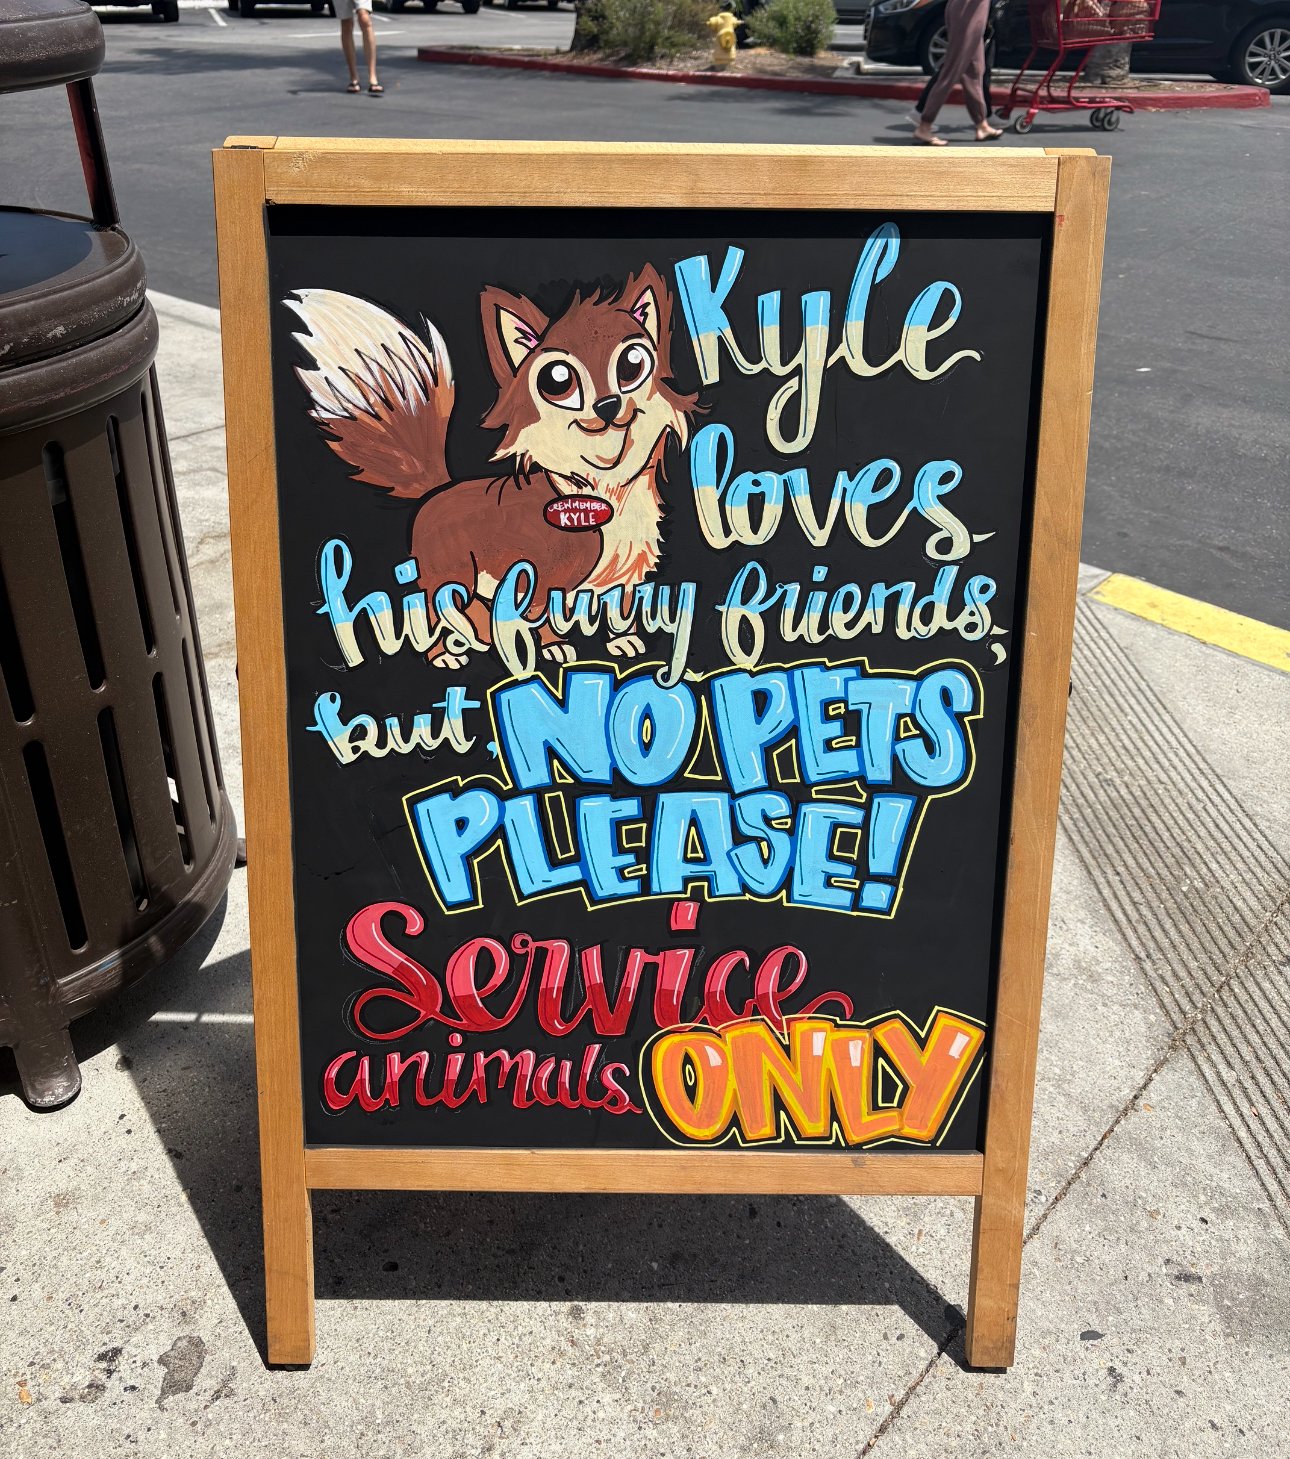 Kyle
loves
CREW MEMBER
KYLE
his furry friends,
but, NO PETS
PLEASE!
Service
animals ONLY